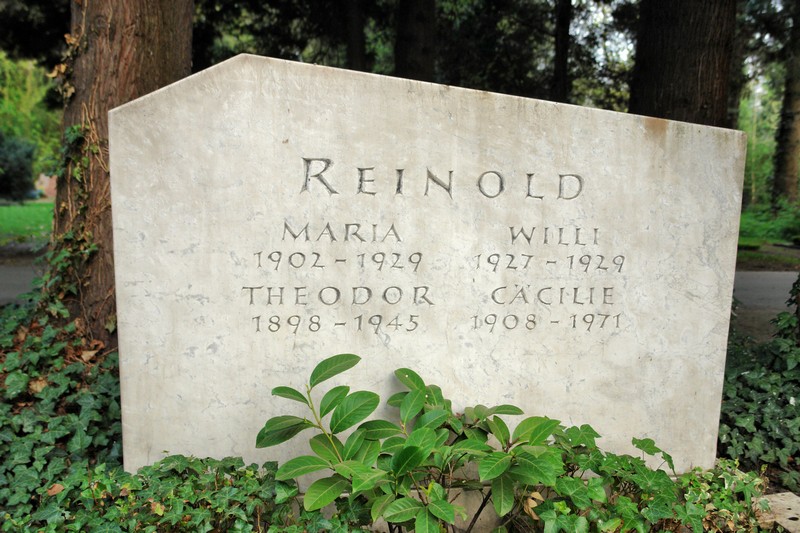 REINOLD
MARIA WILLI
1902 - 1929 1927 - 1929
THEODOR CÄCILIE
1898 - 1945 1908 - 1971